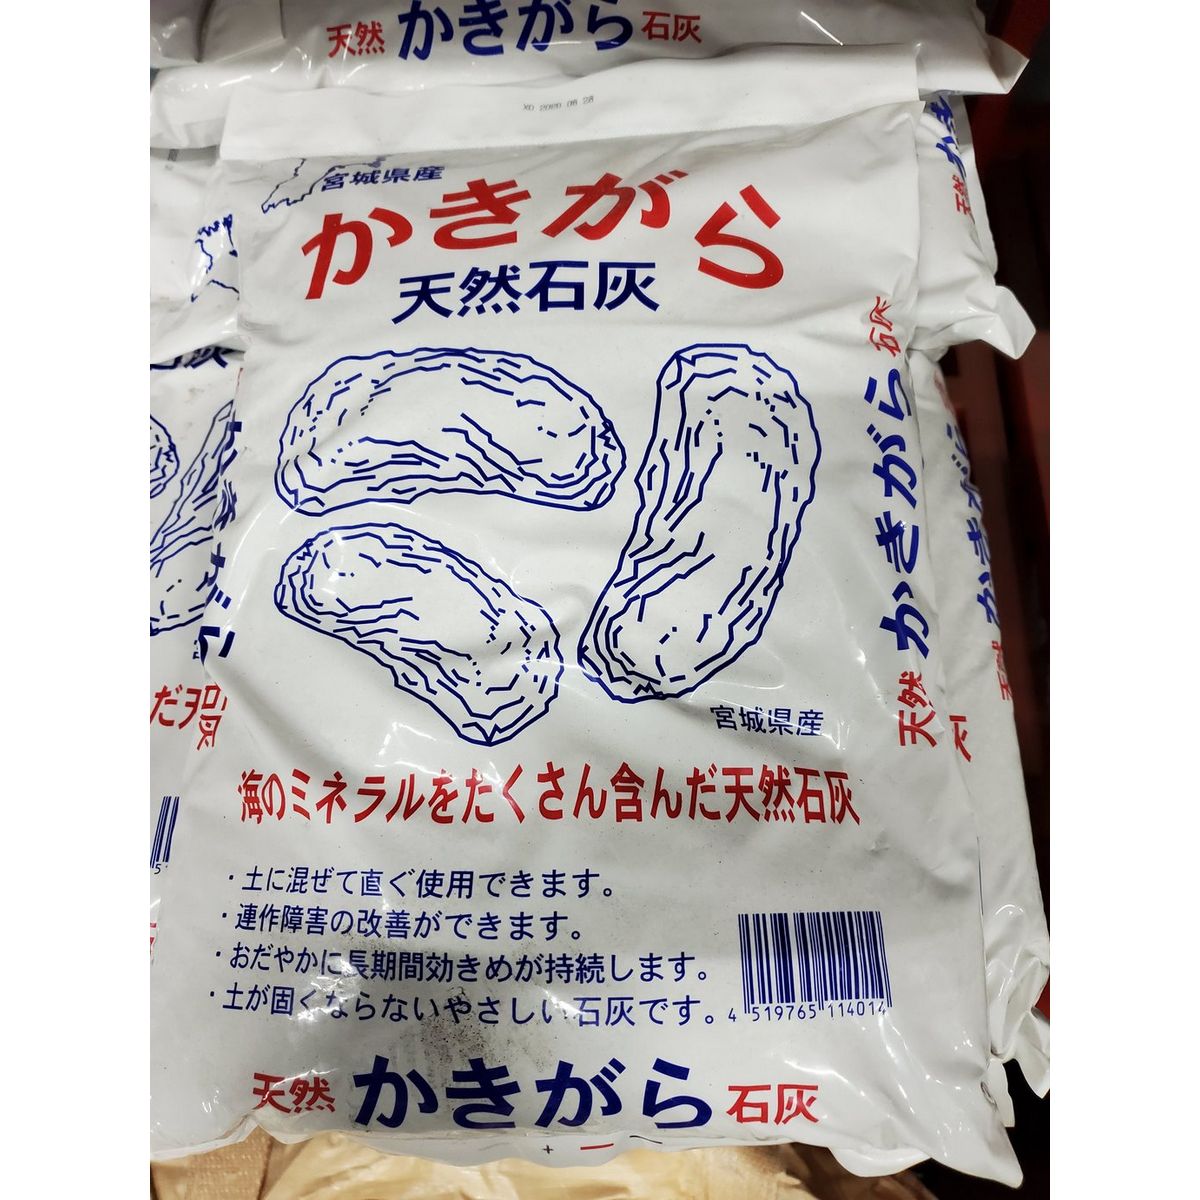 天然 かきがら 石灰
宮城県産
かきがら
天然石灰
宮城県産
海のミネラルをたくさん含んだ天然石灰
・土に混ぜて直ぐ使用できます。
・連作障害の改善ができます。
・おだやかに長期間効きめが持続します。
・土が固くならないやさしい石灰です。
4 519765 114014
天然 かきがら 石灰
天然 かきがら 石灰